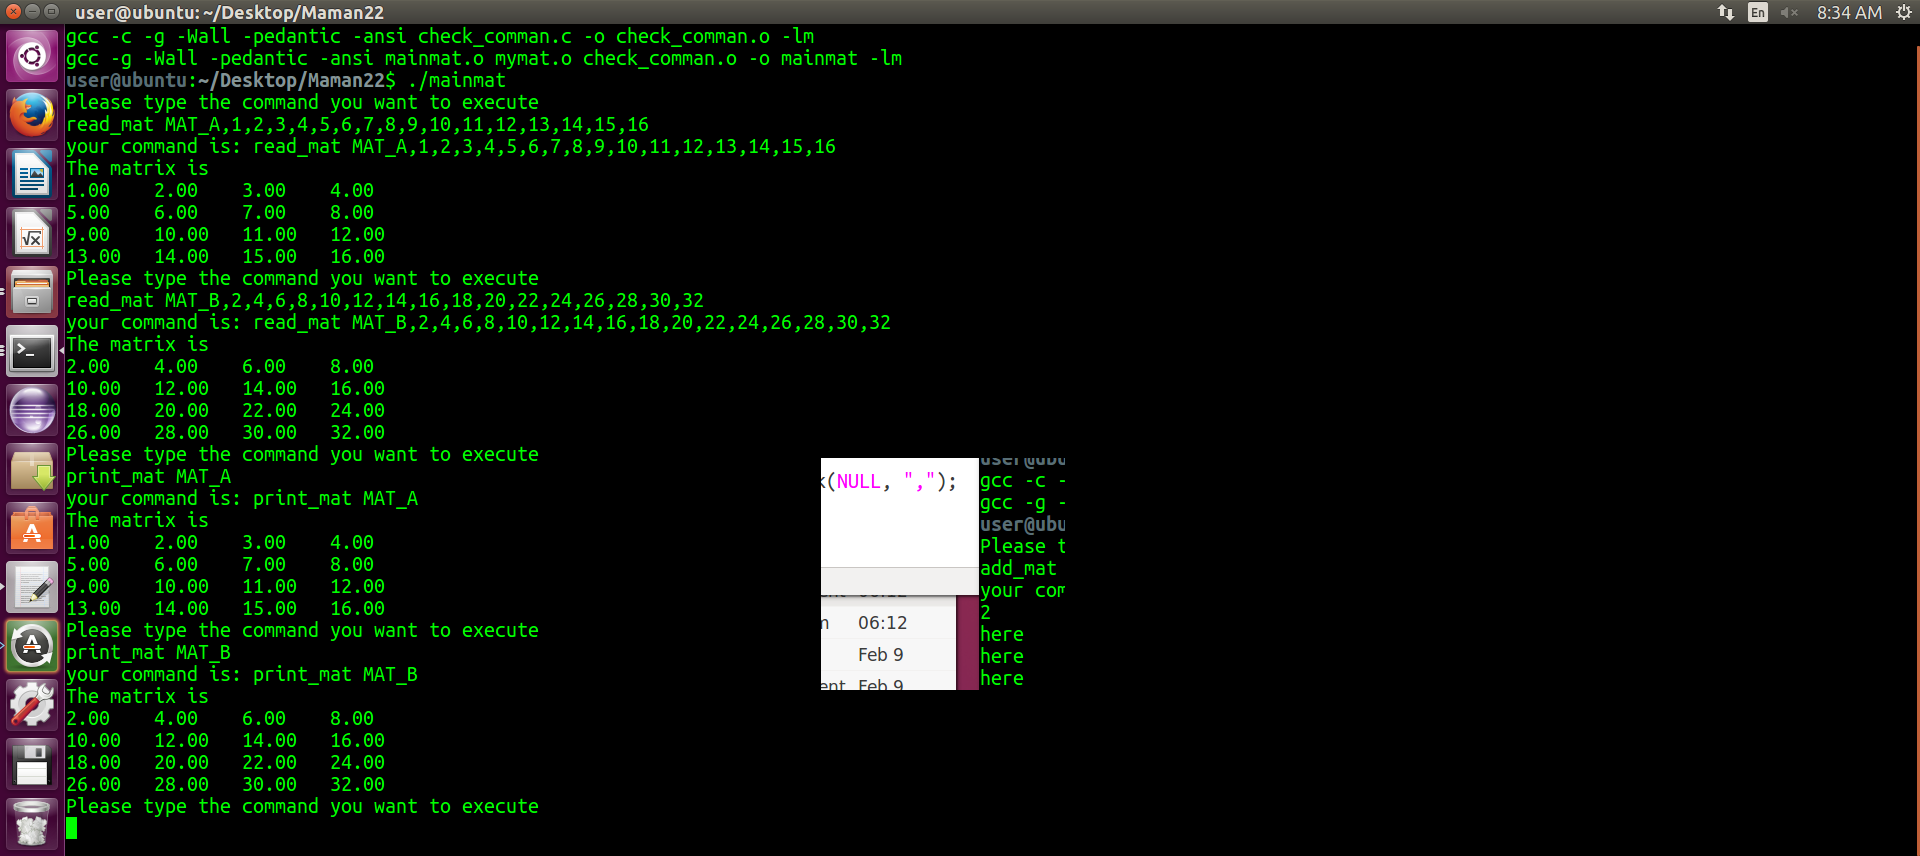 user@ubuntu: ~/Desktop/Maman22
En
8:34 AM
gcc -c -g -Wall -pedantic -ansi check_comman.c -o check_comman.o -lm
gcc -g -Wall -pedantic -ansi mainmat.o mymat.o check_comman.o -o mainmat -lm
user@ubuntu:~/Desktop/Maman22$ ./mainmat
Please type the command you want to execute
read_mat MAT_A,1,2,3,4,5,6,7,8,9,10,11,12,13,14,15,16
your command is: read_mat MAT_A,1,2,3,4,5,6,7,8,9,10,11,12,13,14,15,16
The matrix is
1.00 2.00 3.00 4.00
5.00 6.00 7.00 8.00
9.00 10.00 11.00 12.00
13.00 14.00 15.00 16.00
Please type the command you want to execute
read_mat MAT_B,2,4,6,8,10,12,14,16,18,20,22,24,26,28,30,32
your command is: read_mat MAT_B,2,4,6,8,10,12,14,16,18,20,22,24,26,28,30,32
The matrix is
2.00 4.00 6.00 8.00
10.00 12.00 14.00 16.00
18.00 20.00 22.00 24.00
26.00 28.00 30.00 32.00
Please type the command you want to execute
print_mat MAT_A
your command is: print_mat MAT_A
The matrix is
1.00 2.00 3.00 4.00
5.00 6.00 7.00 8.00
9.00 10.00 11.00 12.00
13.00 14.00 15.00 16.00
Please type the command you want to execute
print_mat MAT_B
your command is: print_mat MAT_B
The matrix is
2.00 4.00 6.00 8.00
10.00 12.00 14.00 16.00
18.00 20.00 22.00 24.00
26.00 28.00 30.00 32.00
Please type the command you want to execute
k(NULL, ",");
06:12
Feb 9
Feb 9
user@ubu
gcc -c -
gcc -g -
user@ubu
Please t
add_mat
your com
2
here
here
here